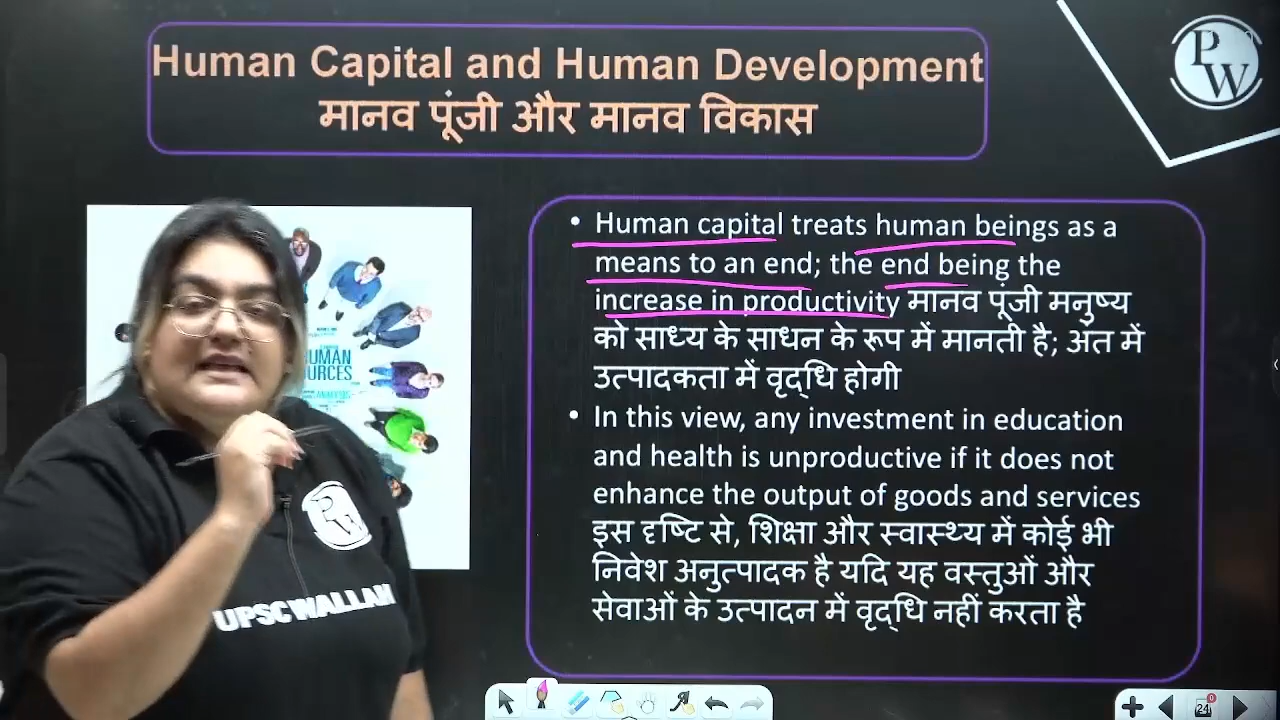 Human Capital and Human Development
मानव पूंजी और मानव विकास
PW
• Human capital treats human beings as a
means to an end; the end being the
increase in productivity मानव पूंजी मनुष्य
को साध्य के साधन के रूप में मानती है; अंत में
उत्पादकता में वृद्धि होगी
• In this view, any investment in education
and health is unproductive if it does not
enhance the output of goods and services
इस दृष्टि से, शिक्षा और स्वास्थ्य में कोई भी
निवेश अनुत्पादक है यदि यह वस्तुओं और
सेवाओं के उत्पादन में वृद्धि नहीं करता है
HUMAN
URCES
PW
UPSC WALLAH
24